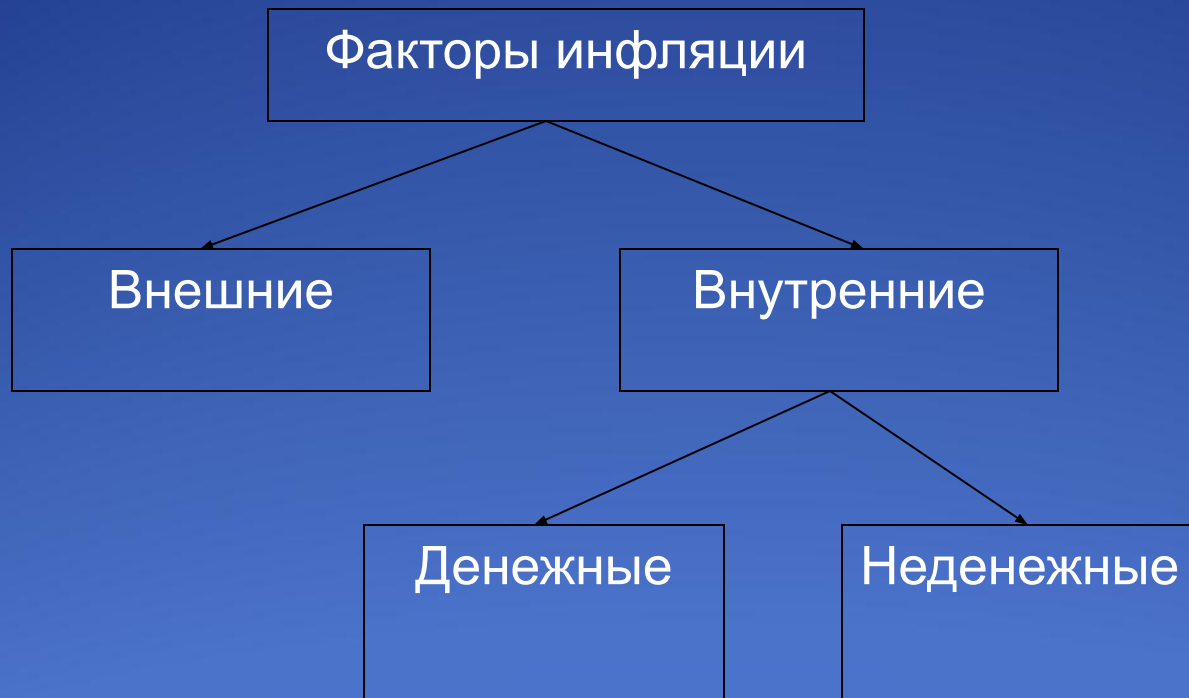 Факторы инфляции
Внешние
Внутренние
Денежные
Неденежные